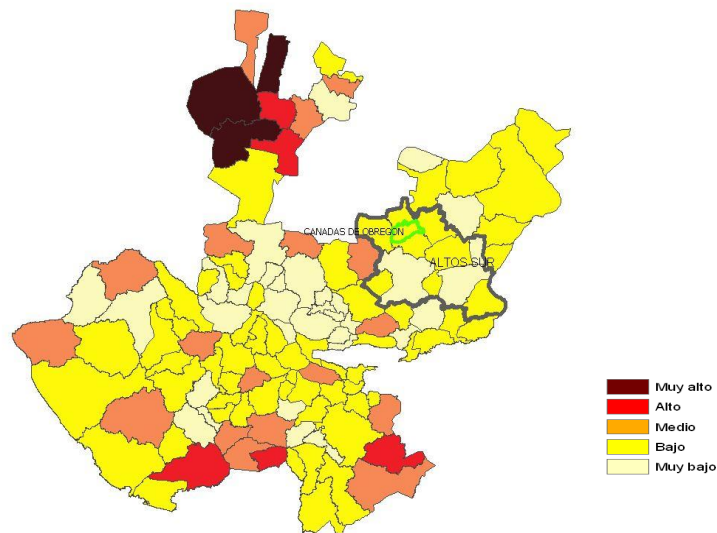 CANADAS DE OBREGON
ALTOS SUR
Muy alto
Alto
Medio
Bajo
Muy bajo